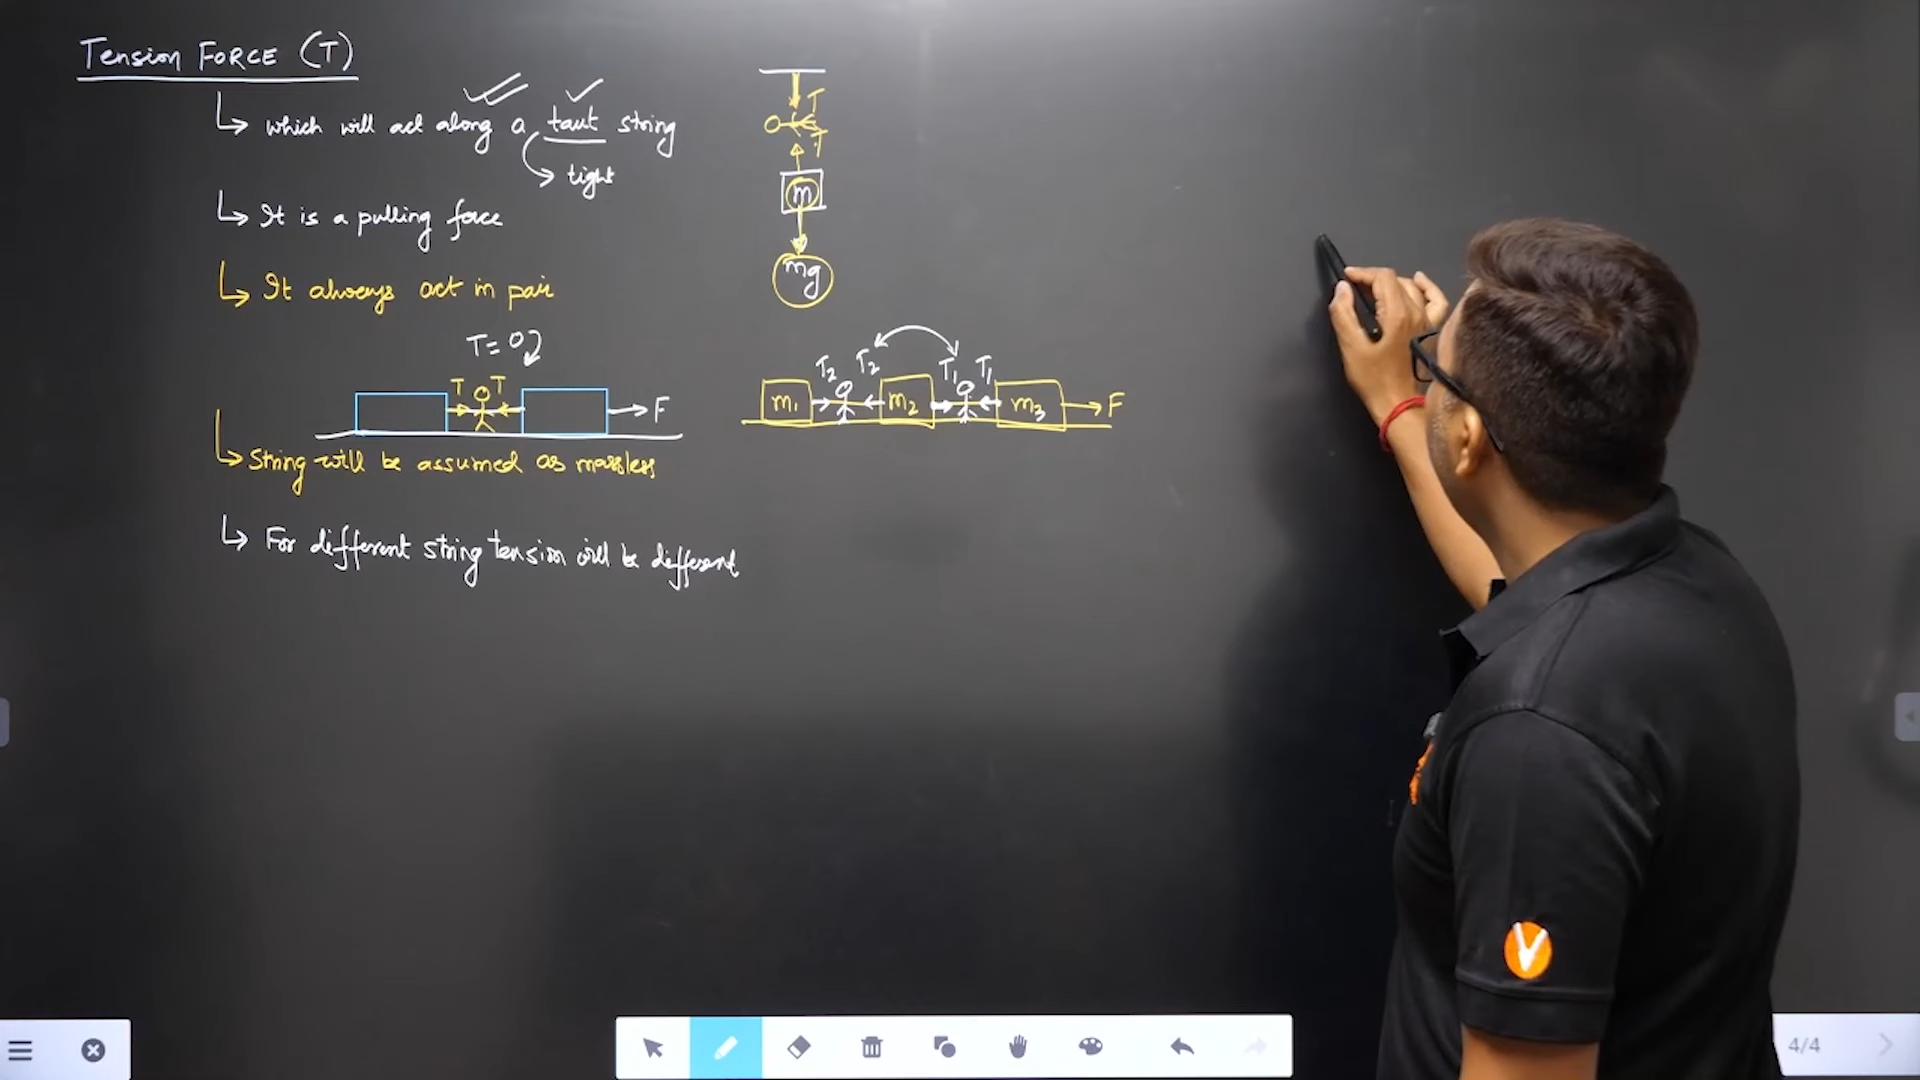 Tension FORCE (T)
which will act along a taut string
tight
It is a pulling force
It always act in pair
T= 0
T T
F
String will be assumed as massless
For different string tension will be different
T
T
m
mg
T2 T2 T1 T1
m1 m2 m3 F
V
4/4